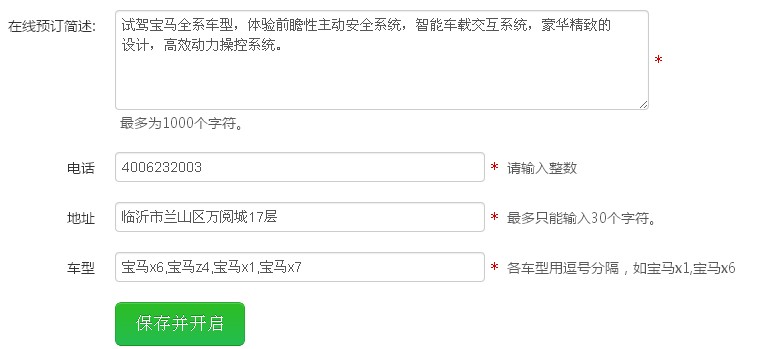 在线预订简述:
试驾宝马全系车型，体验前瞻性主动安全系统，智能车载交互系统，豪华精致的
设计，高效动力操控系统。
*
最多为1000个字符。
电话 4006232003 * 请输入整数
地址 临沂市兰山区万阅城17层 * 最多只能输入30个字符。
车型 宝马x6,宝马z4,宝马x1,宝马x7 * 各车型用逗号分隔，如宝马x1,宝马x6
保存并开启